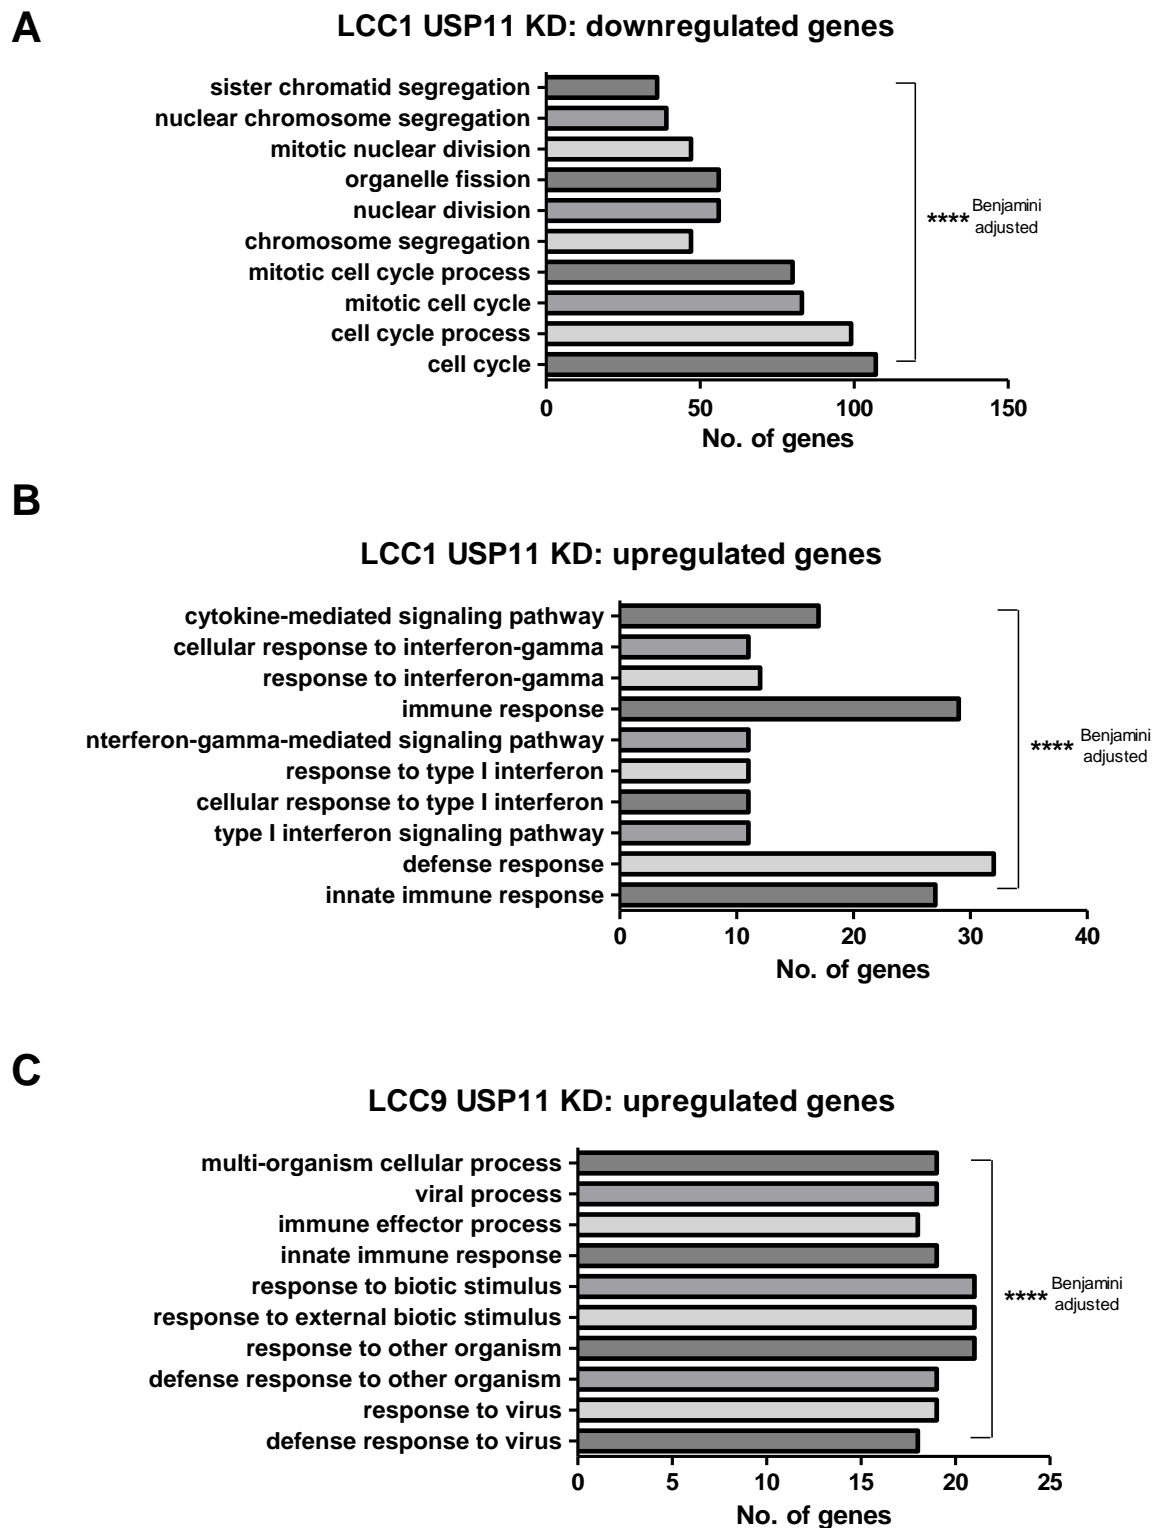 A
LCC1 USP11 KD: downregulated genes
sister chromatid segregation
nuclear chromosome segregation
mitotic nuclear division
organelle fission
nuclear division
chromosome segregation
mitotic cell cycle process
mitotic cell cycle
cell cycle process
cell cycle
**** Benjamini
adjusted
0 50 100 150
No. of genes
B
LCC1 USP11 KD: upregulated genes
cytokine-mediated signaling pathway
cellular response to interferon-gamma
response to interferon-gamma
immune response
nterferon-gamma-mediated signaling pathway
response to type I interferon
cellular response to type I interferon
type I interferon signaling pathway
defense response
innate immune response
**** Benjamini
adjusted
0 10 20 30 40
No. of genes
C
LCC9 USP11 KD: upregulated genes
multi-organism cellular process
viral process
immune effector process
innate immune response
response to biotic stimulus
response to external biotic stimulus
response to other organism
defense response to other organism
response to virus
defense response to virus
**** Benjamini
adjusted
0 5 10 15 20 25
No. of genes